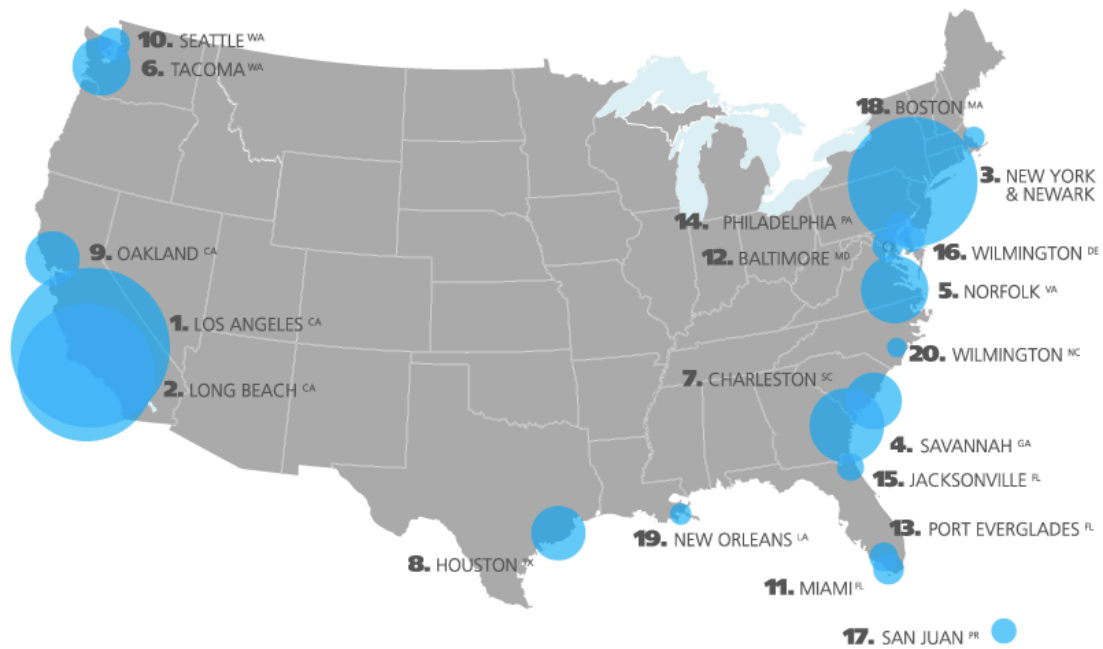 10. SEATTLE WA
6. TACOMA WA
18. BOSTON MA
3. NEW YORK
& NEWARK
14. PHILADELPHIA PA
9. OAKLAND CA
12. BALTIMORE MD
16. WILMINGTON DE
5. NORFOLK VA
1. LOS ANGELES CA
20. WILMINGTON NC
7. CHARLESTON SC
2. LONG BEACH CA
4. SAVANNAH GA
15. JACKSONVILLE FL
13. PORT EVERGLADES FL
19. NEW ORLEANS LA
8. HOUSTON TX
11. MIAMI FL
17. SAN JUAN PR